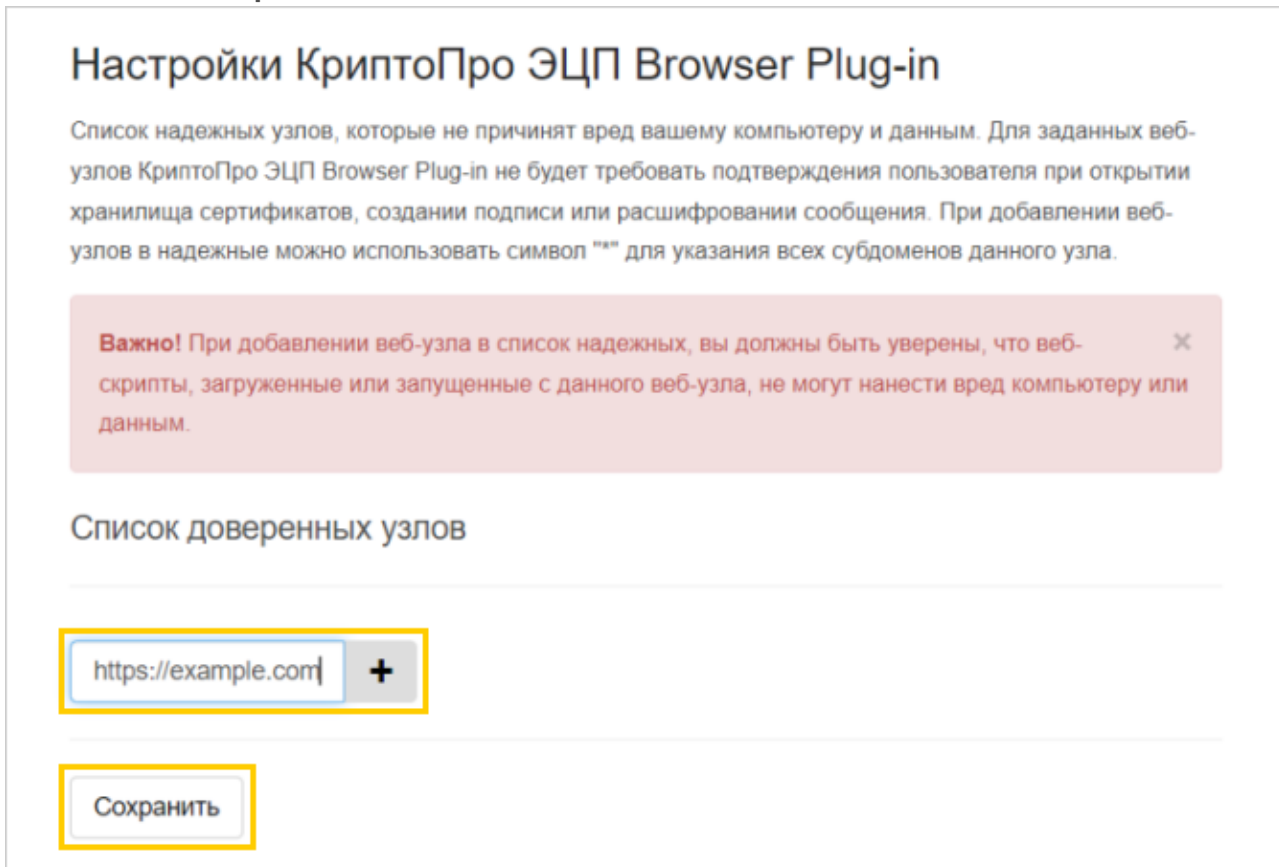 Настройки КриптоПро ЭЦП Browser Plug-in
Список надежных узлов, которые не причинят вред вашему компьютеру и данным. Для заданных веб-
узлов КриптоПро ЭЦП Browser Plug-in не будет требовать подтверждения пользователя при открытии
хранилища сертификатов, создании подписи или расшифровании сообщения. При добавлении веб-
узлов в надежные можно использовать символ "*" для указания всех субдоменов данного узла.
Важно! При добавлении веб-узла в список надежных, вы должны быть уверены, что веб-
скрипты, загруженные или запущенные с данного веб-узла, не могут нанести вред компьютеру или
данным.
Список доверенных узлов
https://example.com
Сохранить